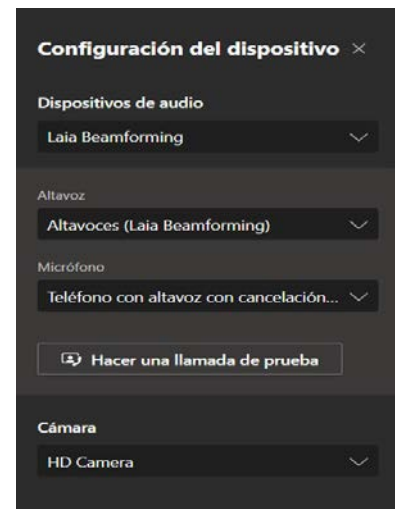 Configuración del dispositivo
Dispositivos de audio
Laia Beamforming
Altavoz
Altavoces (Laia Beamforming)
Micrófono
Teléfono con altavoz con cancelación...
Hacer una llamada de prueba
Cámara
HD Camera